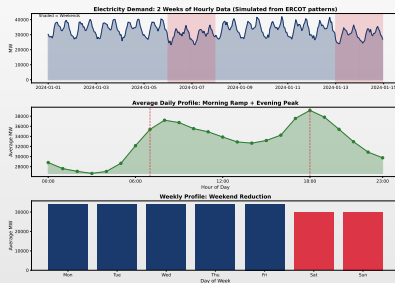 Electricity Demand: 2 Weeks of Hourly Data (Simulated from ERCOT patterns)
Shaded = Weekends
40000
30000
20000
10000
0
MW
2024-01-01
2024-01-03
2024-01-05
2024-01-07
2024-01-09
2024-01-11
2024-01-13
2024-01-15
Average Daily Profile: Morning Ramp + Evening Peak
38000
36000
34000
32000
30000
28000
Average MW
00:00
06:00
12:00
18:00
23:00
Hour of Day
Weekly Profile: Weekend Reduction
30000
20000
10000
0
Average MW
Mon
Tue
Wed
Thu
Fri
Sat
Sun
Day of Week